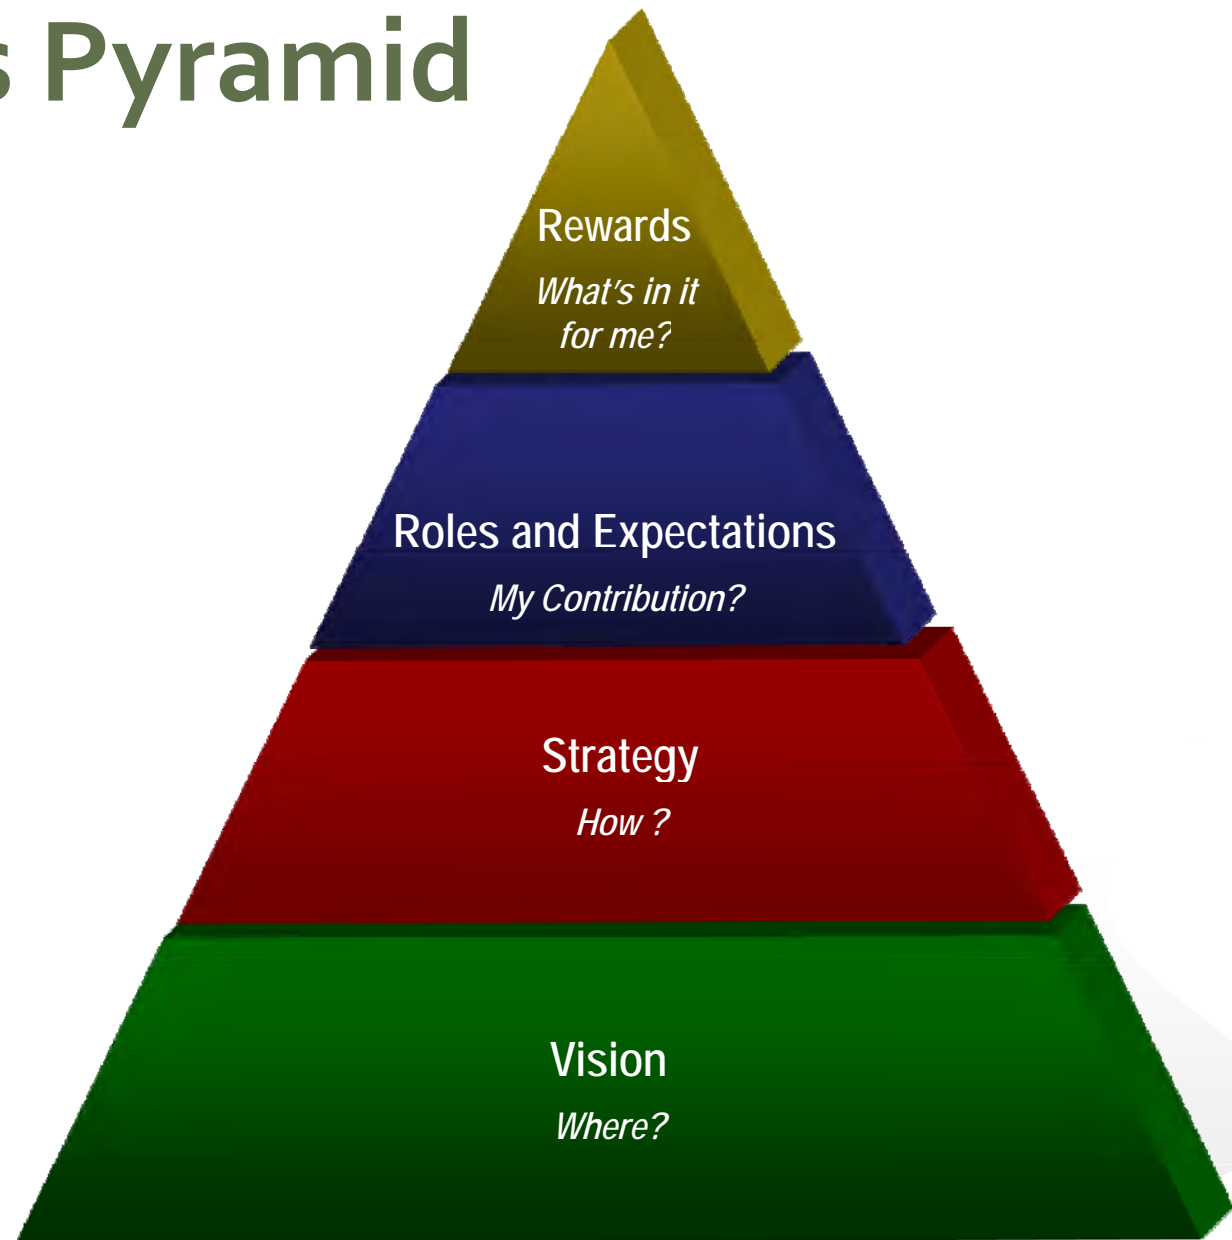 s Pyramid
Rewards
What's in it
for me?
Roles and Expectations
My Contribution?
Strategy
How ?
Vision
Where?